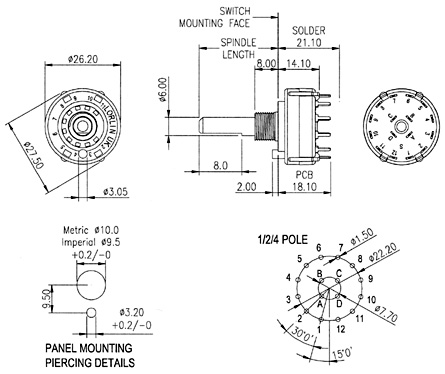 SWITCH
MOUNTING FACE
SOLDER
21.10
SPINDLE
LENGTH
8.00
14.10
ø26.20
ø6.00
LORLIN UK
ø27.50
ø3.05
8.0
2.00
PCB
18.10
Metric ø10.0
Imperial ø9.5
+0.2/-0
9.50
ø3.20
+0.2/-0
PANEL MOUNTING
PIERCING DETAILS
1/2/4 POLE
ø1.50
ø22.20
ø7.70
6 7
5 8
4 B C 9
3 A D 10
2 11
1 12
30'0'
15'0'